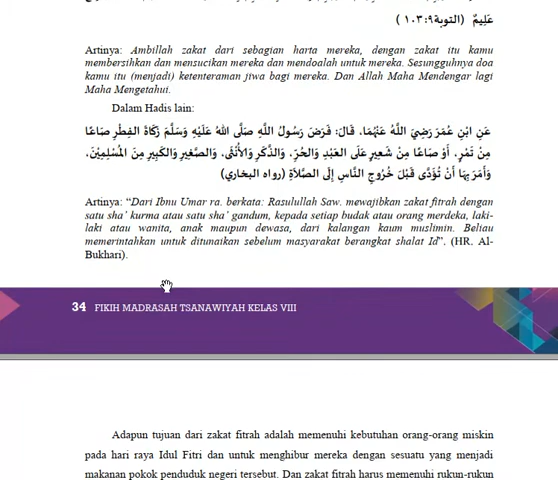 عَلِيمٌ (التوبة٩: ١٠٣)
Artinya: Ambillah zakat dari sebagian harta mereka, dengan zakat itu kamu
membersihkan dan mensucikan mereka dan mendoalah untuk mereka. Sesungguhnya doa
kamu itu (menjadi) ketenteraman jiwa bagi mereka. Dan Allah Maha Mendengar lagi
Maha Mengetahui.
Dalam Hadis lain:
عَنِ ابْنِ عُمَرَ رَضِيَ اللَّهُ عَنْهُمَا، قَالَ: فَرَضَ رَسُولُ اللَّهِ صَلَّى اللهُ عَلَيْهِ وَسَلَّمَ زَكَاةَ الفِطْرِ صَاعًا
مِنْ تَمْرٍ، أَوْ صَاعًا مِنْ شَعِيرٍ عَلَى العَبْدِ وَالحُرِّ، وَالذَّكَرِ وَالأُنْثَى، وَالصَّغِيرِ وَالكَبِيرِ مِنَ المُسْلِمِيْنَ،
وَأَمَرَ بِهَا أَنْ تُؤَدَّى قَبْلَ خُرُوجِ النَّاسِ إِلَى الصَّلاَةِ (رواه البخاري)
Artinya: “Dari Ibnu Umar ra. berkata: Rasulullah Saw. mewajibkan zakat fitrah dengan
satu sha’ kurma atau satu sha’ gandum, kepada setiap budak atau orang merdeka, laki-
laki atau wanita, anak maupun dewasa, dari kalangan kaum muslimin. Beliau
memerintahkan untuk ditunaikan sebelum masyarakat berangkat shalat Id”. (HR. Al-
Bukhari).
34 FIKIH MADRASAH TSANAWIYAH KELAS VIII
Adapun tujuan dari zakat fitrah adalah memenuhi kebutuhan orang-orang miskin
pada hari raya Idul Fitri dan untuk menghibur mereka dengan sesuatu yang menjadi
makanan pokok penduduk negeri tersebut. Dan zakat fitrah harus memenuhi rukun-rukun